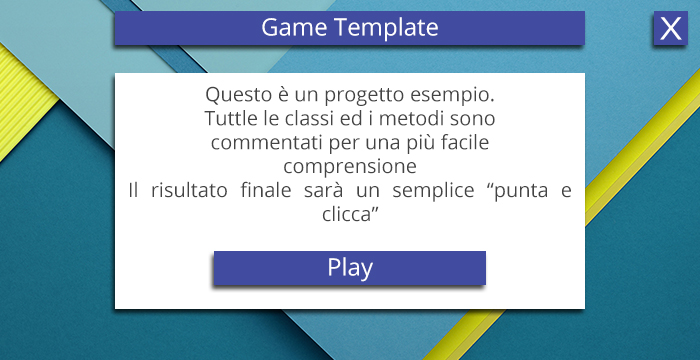 Game Template
X
Questo è un progetto esempio.
Tuttle le classi ed i metodi sono
commentati per una più facile
comprensione
Il risultato finale sarà un semplice “punta e
clicca”
Play